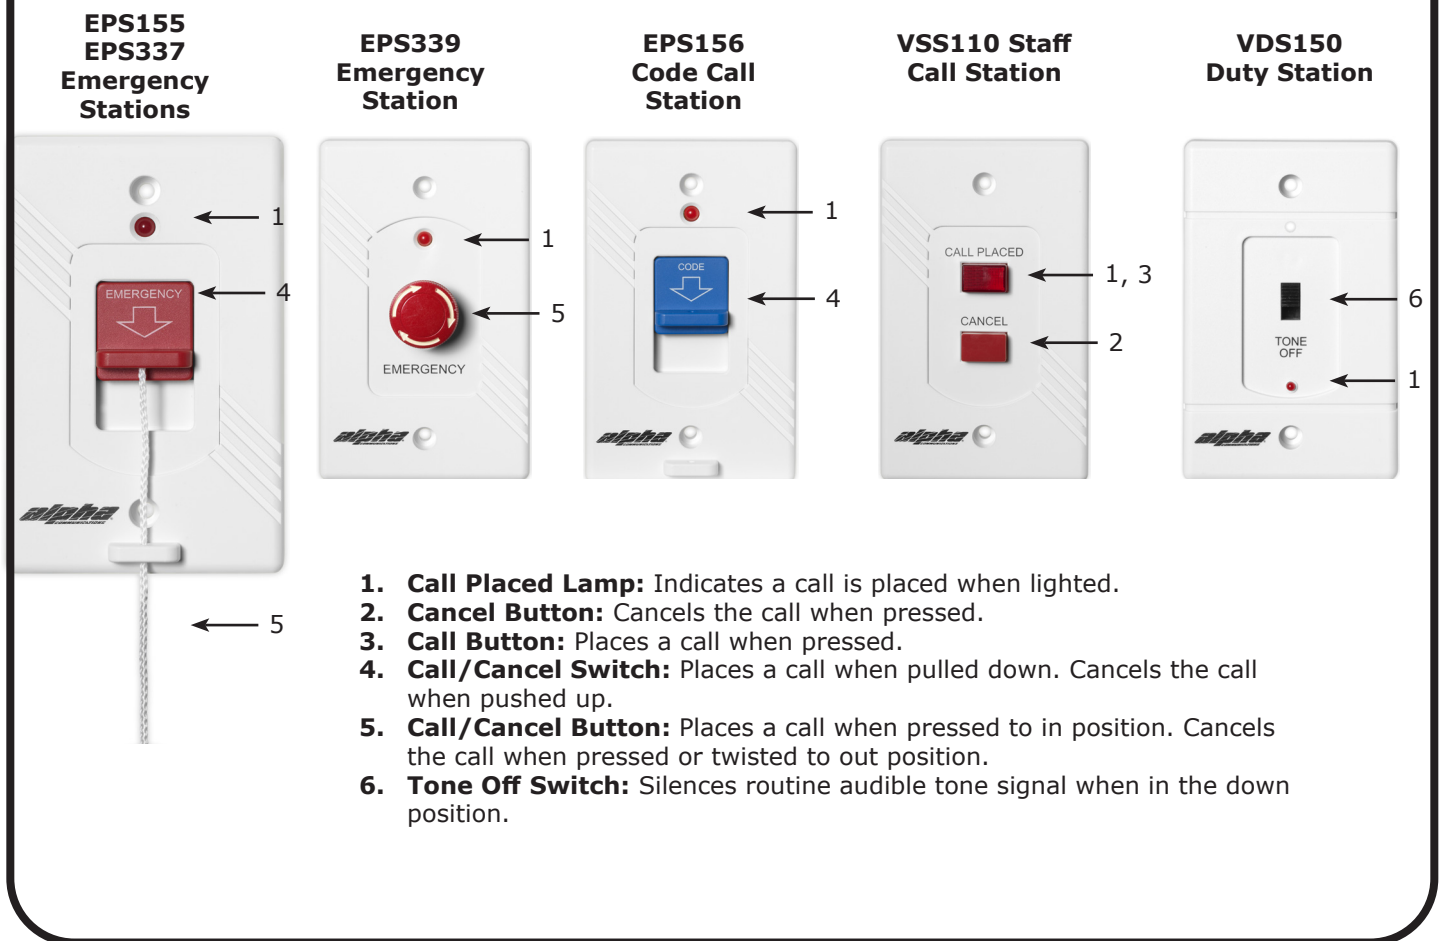 EPS155
EPS337
Emergency
Stations
EPS339
Emergency
Station
EPS156
Code Call
Station
VSS110 Staff
Call Station
VDS150
Duty Station
1
EMERGENCY
4
alpha
COMMUNICATIONS
5
1
5
EMERGENCY
alpha
COMMUNICATIONS
1
CODE
4
alpha
COMMUNICATIONS
CALL PLACED
1, 3
CANCEL
2
alpha
COMMUNICATIONS
6
TONE
OFF
1
alpha
COMMUNICATIONS
1. Call Placed Lamp: Indicates a call is placed when lighted.
2. Cancel Button: Cancels the call when pressed.
3. Call Button: Places a call when pressed.
4. Call/Cancel Switch: Places a call when pulled down. Cancels the call
when pushed up.
5. Call/Cancel Button: Places a call when pressed to in position. Cancels
the call when pressed or twisted to out position.
6. Tone Off Switch: Silences routine audible tone signal when in the down
position.